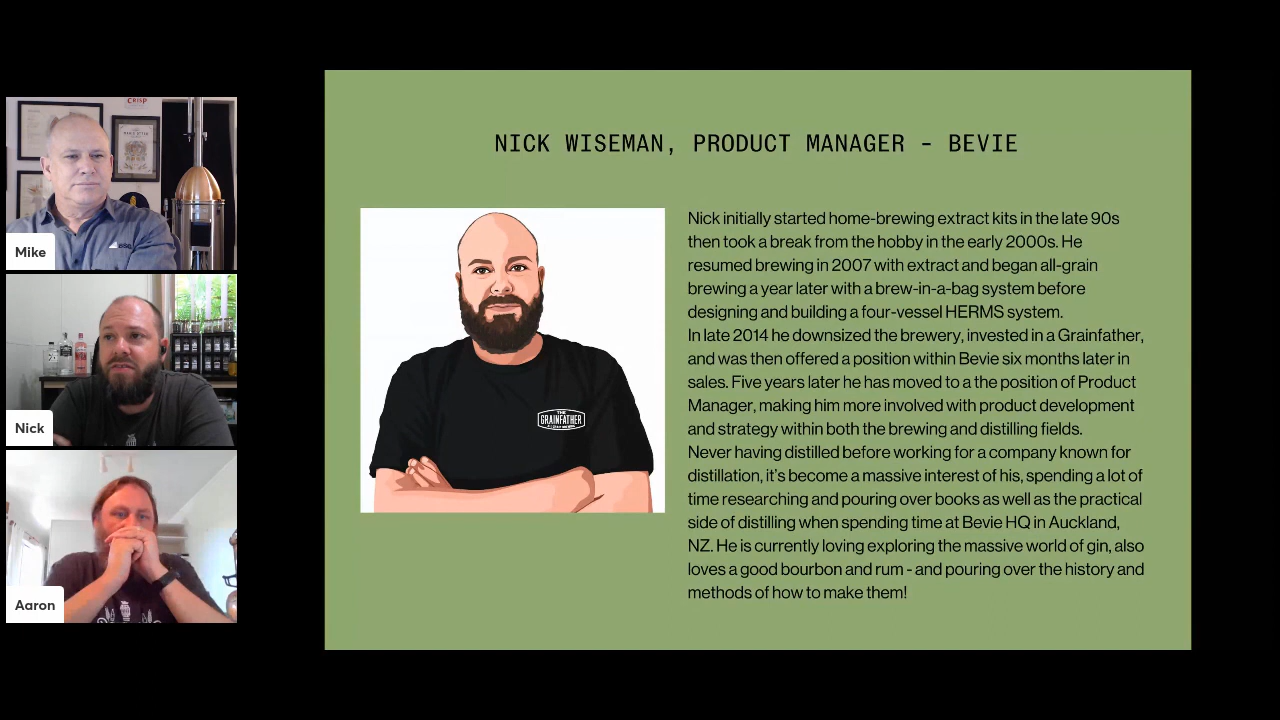 CRISP
Mike
Nick
Aaron
NICK WISEMAN, PRODUCT MANAGER - BEVIE
THE
GRAINFATHER
Nick initially started home-brewing extract kits in the late 90s
then took a break from the hobby in the early 2000s. He
resumed brewing in 2007 with extract and began all-grain
brewing a year later with a brew-in-a-bag system before
designing and building a four-vessel HERMS system.
In late 2014 he downsized the brewery, invested in a Grainfather,
and was then offered a position within Bevie six months later in
sales. Five years later he has moved to a the position of Product
Manager, making him more involved with product development
and strategy within both the brewing and distilling fields.
Never having distilled before working for a company known for
distillation, it's become a massive interest of his, spending a lot of
time researching and pouring over books as well as the practical
side of distilling when spending time at Bevie HQ in Auckland,
NZ. He is currently loving exploring the massive world of gin, also
loves a good bourbon and rum - and pouring over the history and
methods of how to make them!